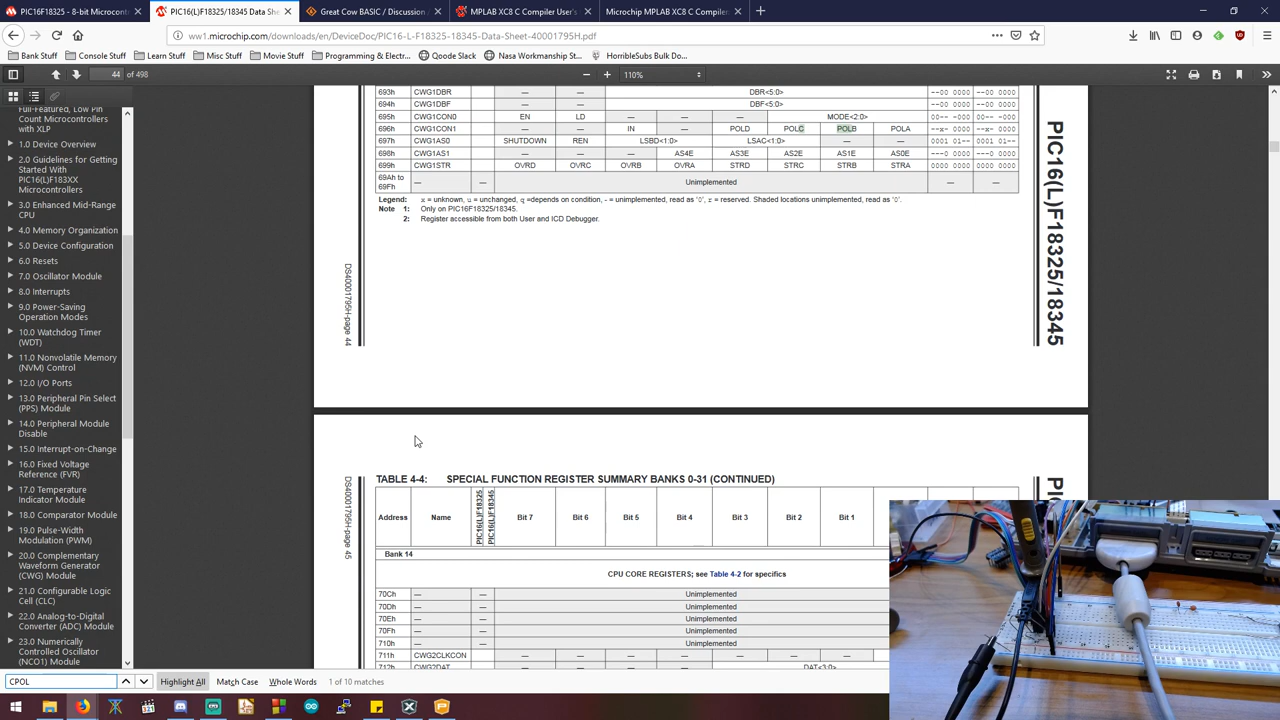 PIC16F18325 - 8-bit Microcont
PIC16(L)F18325/18345 Data She
Great Cow BASIC / Discussion /
MPLAB XC8 C Compiler User's
Microchip MPLAB XC8 C Compiler
ww1.microchip.com/downloads/en/DeviceDoc/PIC16-L-F18325-18345-Data-Sheet-40001795H.pdf
Bank Stuff Console Stuff Learn Stuff Misc Stuff Movie Stuff Programming & Electr... Qoode Slack Nasa Workmanship Stu... HorribleSubs Bulk Do...
44 of 498 110%
Full-Featured, Low Pin
Count Microcontrollers
with XLP
1.0 Device Overview
2.0 Guidelines for Getting
Started With
PIC16(L)F183XX
Microcontrollers
3.0 Enhanced Mid-Range
CPU
4.0 Memory Organization
5.0 Device Configuration
6.0 Resets
7.0 Oscillator Module
8.0 Interrupts
9.0 Power-Saving
Operation Modes
10.0 Watchdog Timer
(WDT)
11.0 Nonvolatile Memory
(NVM) Control
12.0 I/O Ports
13.0 Peripheral Pin Select
(PPS) Module
14.0 Peripheral Module
Disable
15.0 Interrupt-on-Change
16.0 Fixed Voltage
Reference (FVR)
17.0 Temperature
Indicator Module
18.0 Comparator Module
19.0 Pulse-Width
Modulation (PWM)
20.0 Complementary
Waveform Generator
(CWG) Module
21.0 Configurable Logic
Cell (CLC)
22.0 Analog-to-Digital
Converter (ADC) Module
23.0 Numerically
Controlled Oscillator
(NCO1) Module
693h CWG1DBR — — DBR<5:0> --00 0000 --00 0000
694h CWG1DBF — — DBF<5:0> --00 0000 --00 0000
695h CWG1CON0 EN LD — — — MODE<2:0> 00-- -000 00-- -000
696h CWG1CON1 — — IN — POLD POLC POLB POLA --x- 0000 --x- 0000
697h CWG1AS0 SHUTDOWN REN LSBD<1:0> LSAC<1:0> — — 0001 01-- 0001 01--
698h CWG1AS1 — — — AS4E AS3E AS2E AS1E AS0E ---0 0000 ---0 0000
699h CWG1STR OVRD OVRC OVRB OVRA STRD STRC STRB STRA 0000 0000 0000 0000
69Ah to
69Fh — — Unimplemented — —
Legend: x = unknown, u = unchanged, q =depends on condition, - = unimplemented, read as '0', r = reserved. Shaded locations unimplemented, read as '0'.
Note 1: Only on PIC16F18325/18345.
2: Register accessible from both User and ICD Debugger.
DS40001795H-page 44
PIC16(L)F18325/18345
TABLE 4-4: SPECIAL FUNCTION REGISTER SUMMARY BANKS 0-31 (CONTINUED)
Address Name PIC16(L)F18325 PIC16(L)F18345 Bit 7 Bit 6 Bit 5 Bit 4 Bit 3 Bit 2 Bit 1
Bank 14
CPU CORE REGISTERS; see Table 4-2 for specifics
70Ch — — Unimplemented
70Dh — — Unimplemented
70Eh — — Unimplemented
70Fh — — Unimplemented
710h — — Unimplemented
711h CWG2CLKCON — — — — — — —
712h CWG2DAT — — — — DAT<3:0>
DS40001795H-page 45
CPOL Highlight All Match Case Whole Words 1 of 10 matches